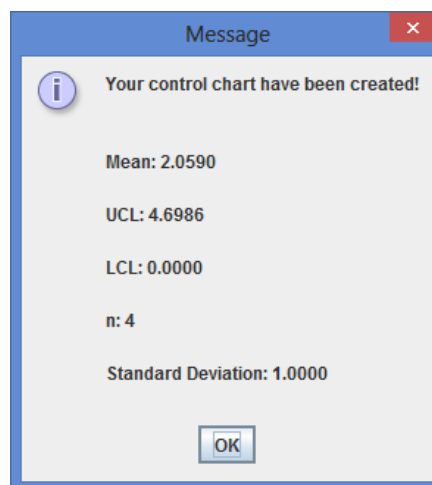 Message
Your control chart have been created!
Mean: 2.0590
UCL: 4.6986
LCL: 0.0000
n: 4
Standard Deviation: 1.0000
OK